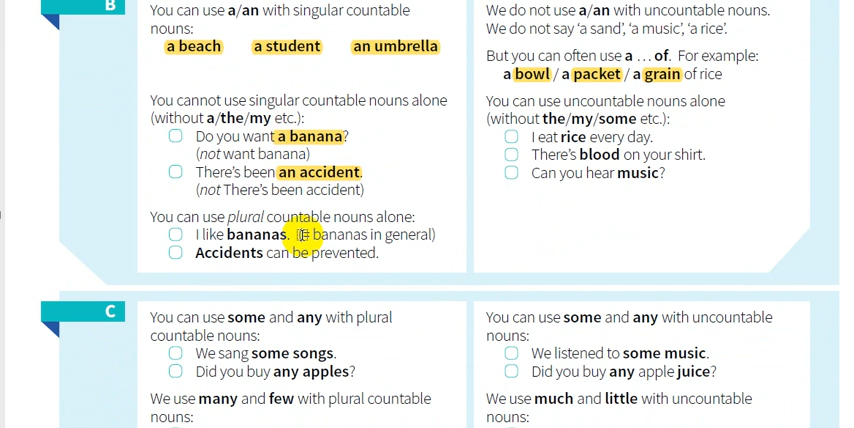 B
You can use a/an with singular countable
nouns:
a beach a student an umbrella
You cannot use singular countable nouns alone
(without a/the/my etc.):
Do you want a banana?
(not want banana)
There's been an accident.
(not There's been accident)
You can use plural countable nouns alone:
I like bananas. bananas in general)
Accidents can be prevented.
We do not use a/an with uncountable nouns.
We do not say ‘a sand’, ‘a music’, ‘a rice’.
But you can often use a … of. For example:
a bowl / a packet / a grain of rice
You can use uncountable nouns alone
(without the/my/some etc.):
I eat rice every day.
There's blood on your shirt.
Can you hear music?
C
You can use some and any with plural
countable nouns:
We sang some songs.
Did you buy any apples?
We use many and few with plural countable
nouns:
You can use some and any with uncountable
nouns:
We listened to some music.
Did you buy any apple juice?
We use much and little with uncountable
nouns: